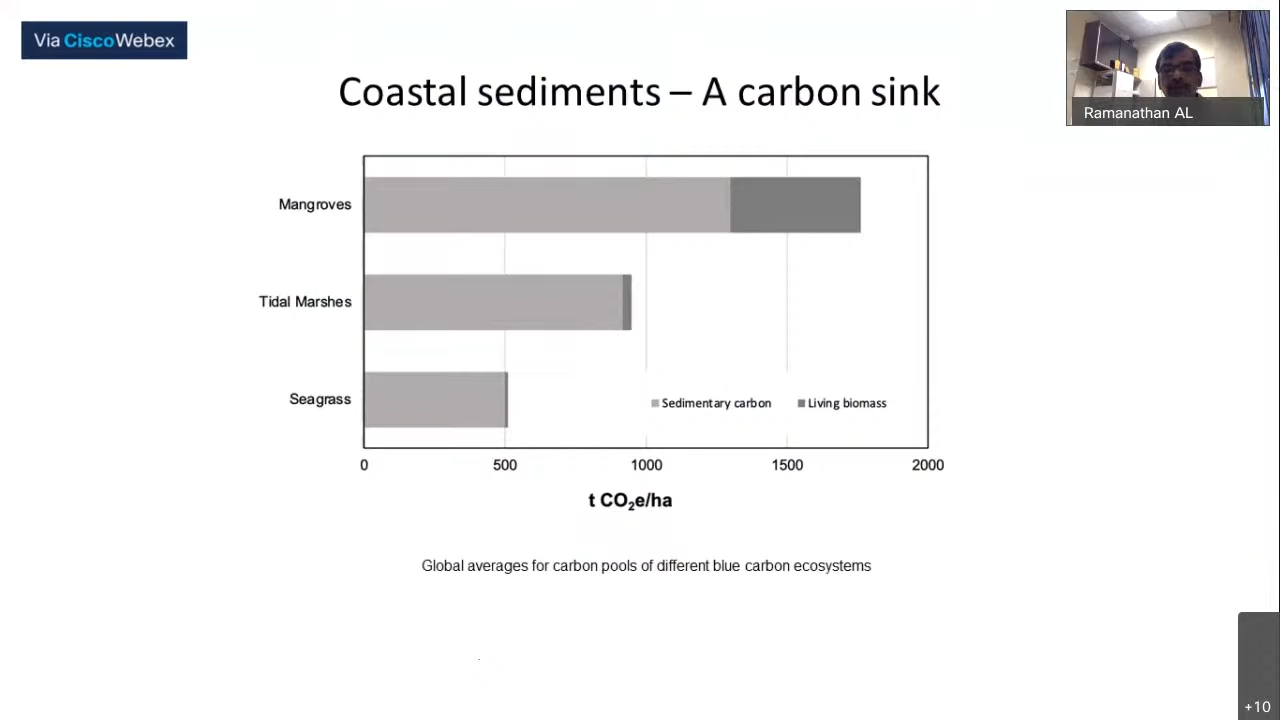 Via CiscoWebex
Ramanathan AL
Coastal sediments – A carbon sink
Mangroves
Tidal Marshes
Seagrass
Sedimentary carbon
Living biomass
0 500 1000 1500 2000
t CO₂e/ha
Global averages for carbon pools of different blue carbon ecosystems
+10